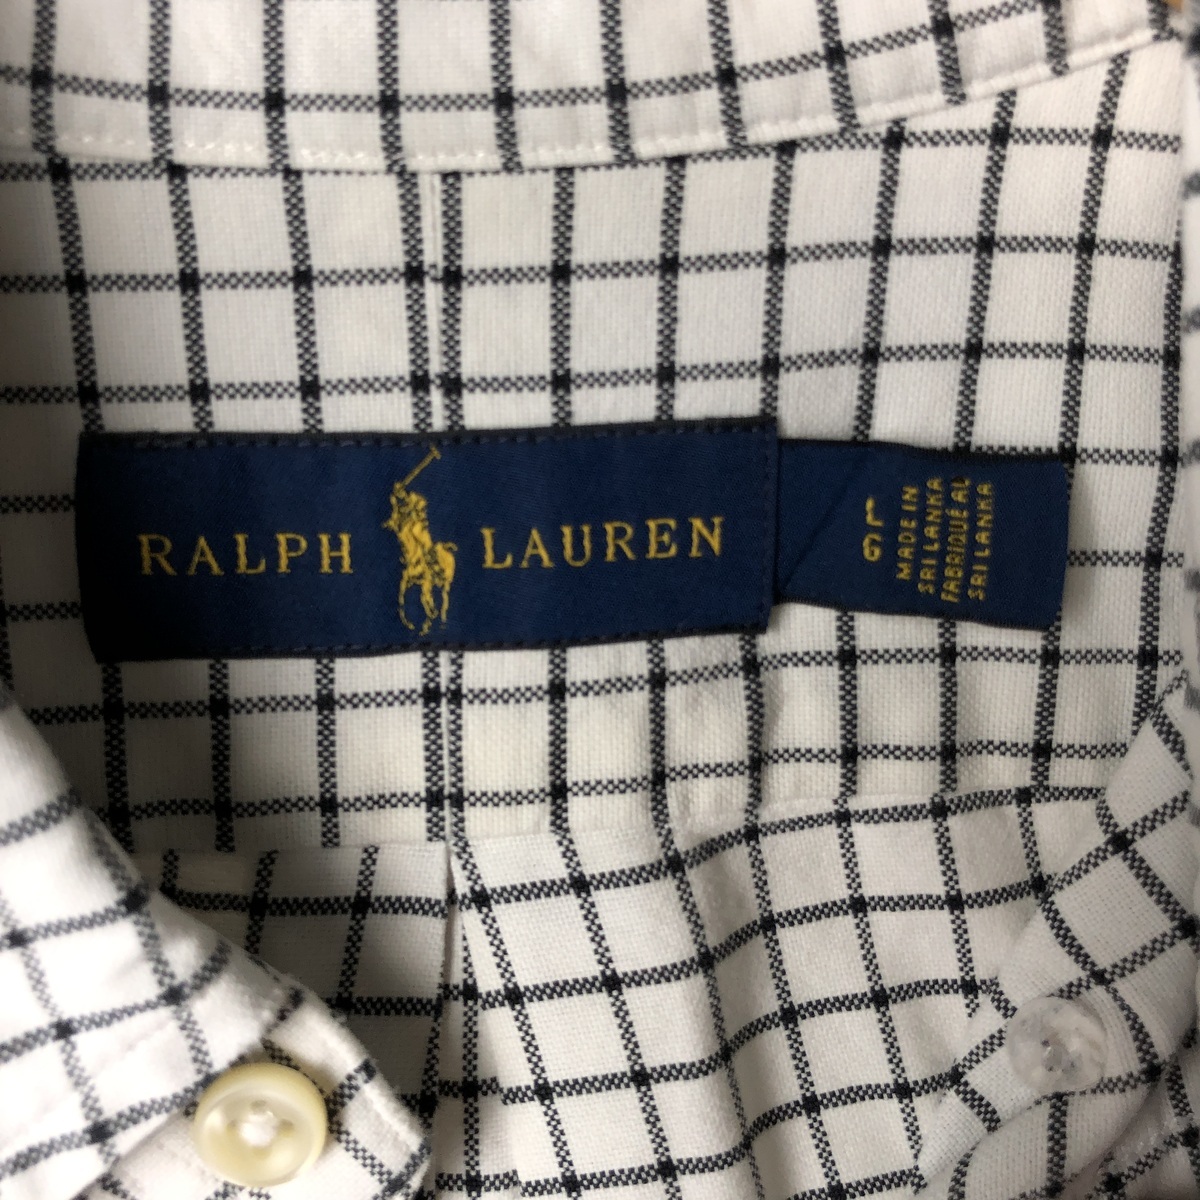 RALPH LAUREN
G L
MADE IN
SRI LANKA
FABRIQUÉ AU
SRI LANKA